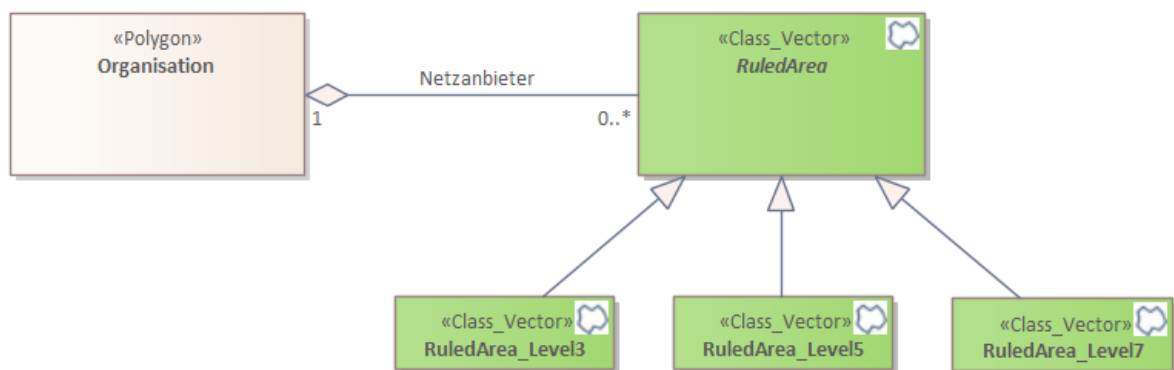 «Polygon»
Organisation
Netzanbieter
1
0..*
«Class_Vector»
RuledArea
«Class_Vector»
RuledArea_Level3
«Class_Vector»
RuledArea_Level5
«Class_Vector»
RuledArea_Level7